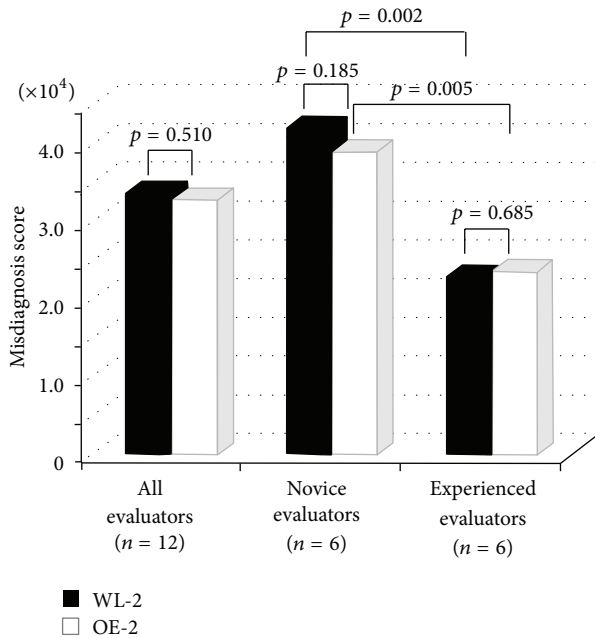 p = 0.002
(×10⁴)
p = 0.185
p = 0.005
p = 0.510
4.0
p = 0.685
3.0
Misdiagnosis score
2.0
1.0
0
All
evaluators
(n = 12)
Novice
evaluators
(n = 6)
Experienced
evaluators
(n = 6)
WL-2
OE-2